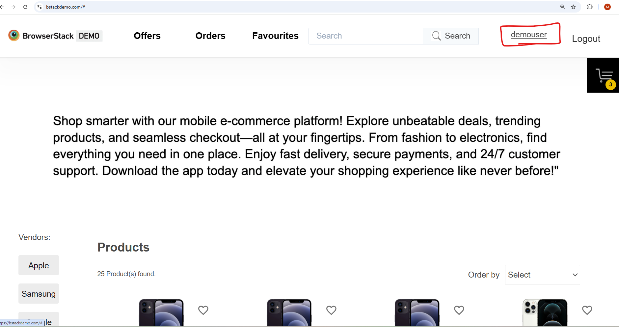 bstackdemo.com/?
BrowserStack DEMO
Offers
Orders
Favourites
Search
Search
demouser
Logout
3
Shop smarter with our mobile e-commerce platform! Explore unbeatable deals, trending
products, and seamless checkout—all at your fingertips. From fashion to electronics, find
everything you need in one place. Enjoy fast delivery, secure payments, and 24/7 customer
support. Download the app today and elevate your shopping experience like never before!"
Vendors:
Apple
Samsung
Products
25 Product(s) found.
Order by Select